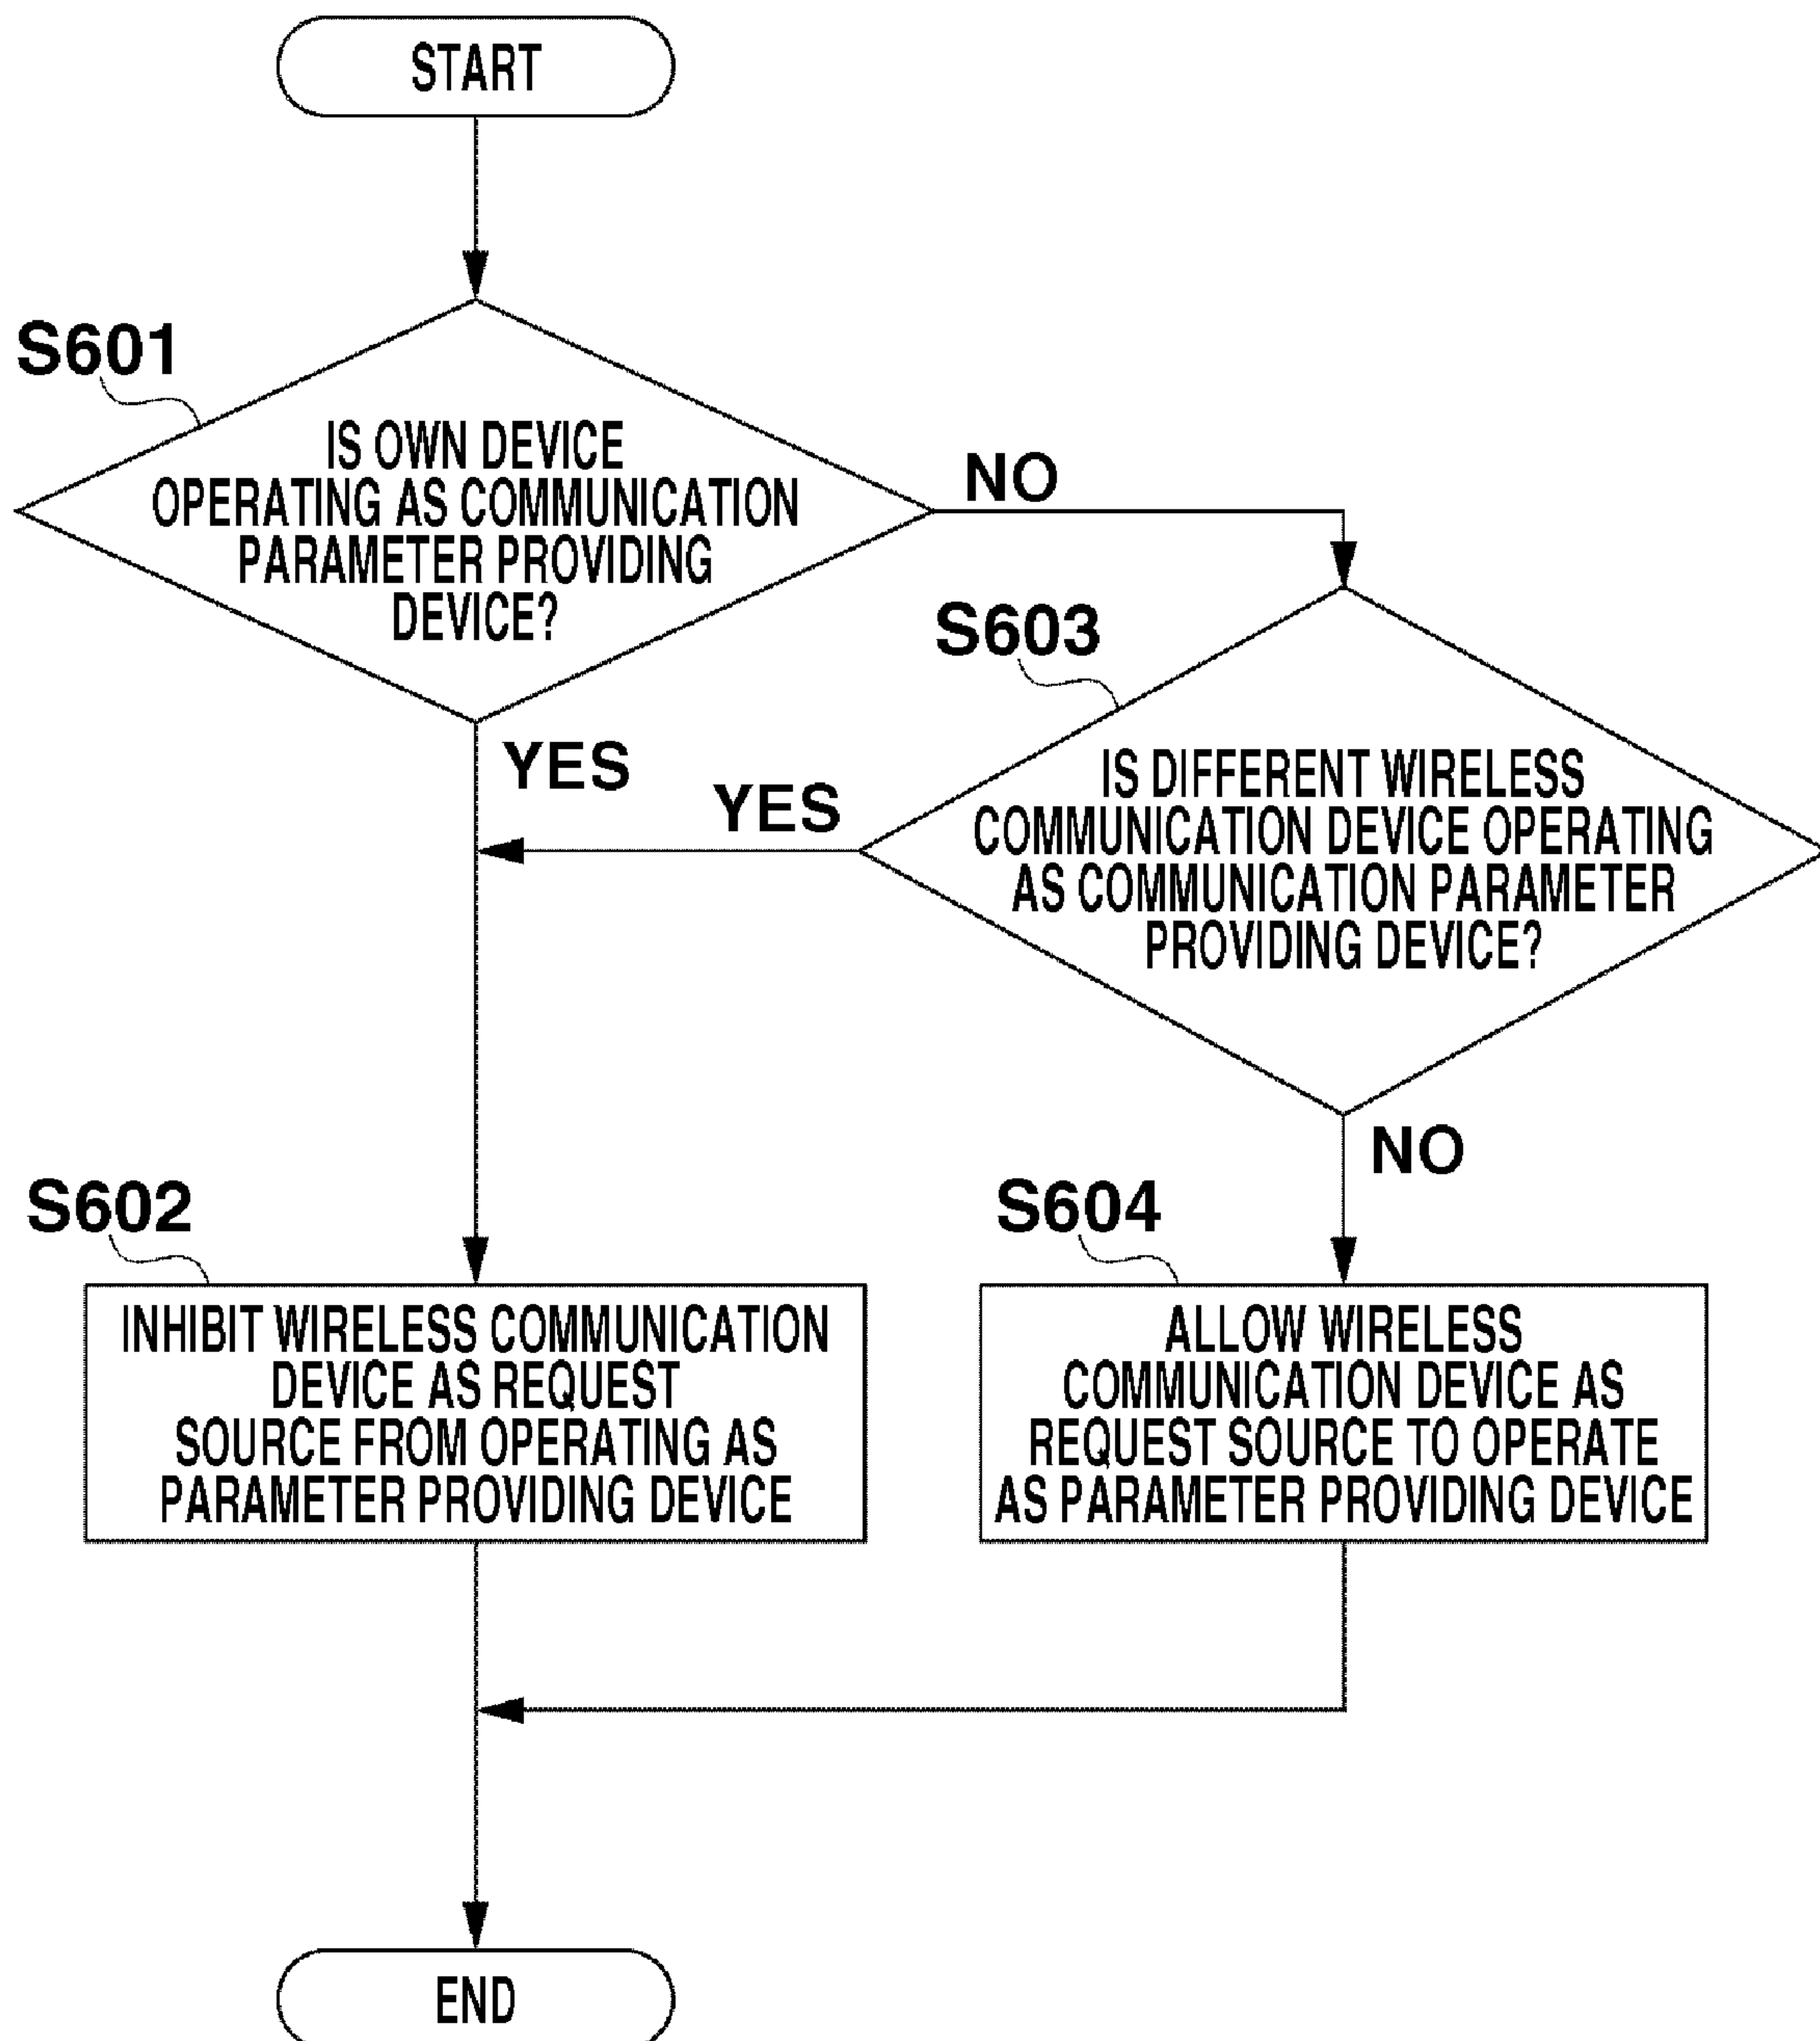 START
S601
IS OWN DEVICE
OPERATING AS COMMUNICATION
PARAMETER PROVIDING
DEVICE?
NO
YES
S603
IS DIFFERENT WIRELESS
COMMUNICATION DEVICE OPERATING
AS COMMUNICATION PARAMETER
PROVIDING DEVICE?
YES
NO
S602
INHIBIT WIRELESS COMMUNICATION
DEVICE AS REQUEST
SOURCE FROM OPERATING AS
PARAMETER PROVIDING DEVICE
S604
ALLOW WIRELESS
COMMUNICATION DEVICE AS
REQUEST SOURCE TO OPERATE
AS PARAMETER PROVIDING DEVICE
END